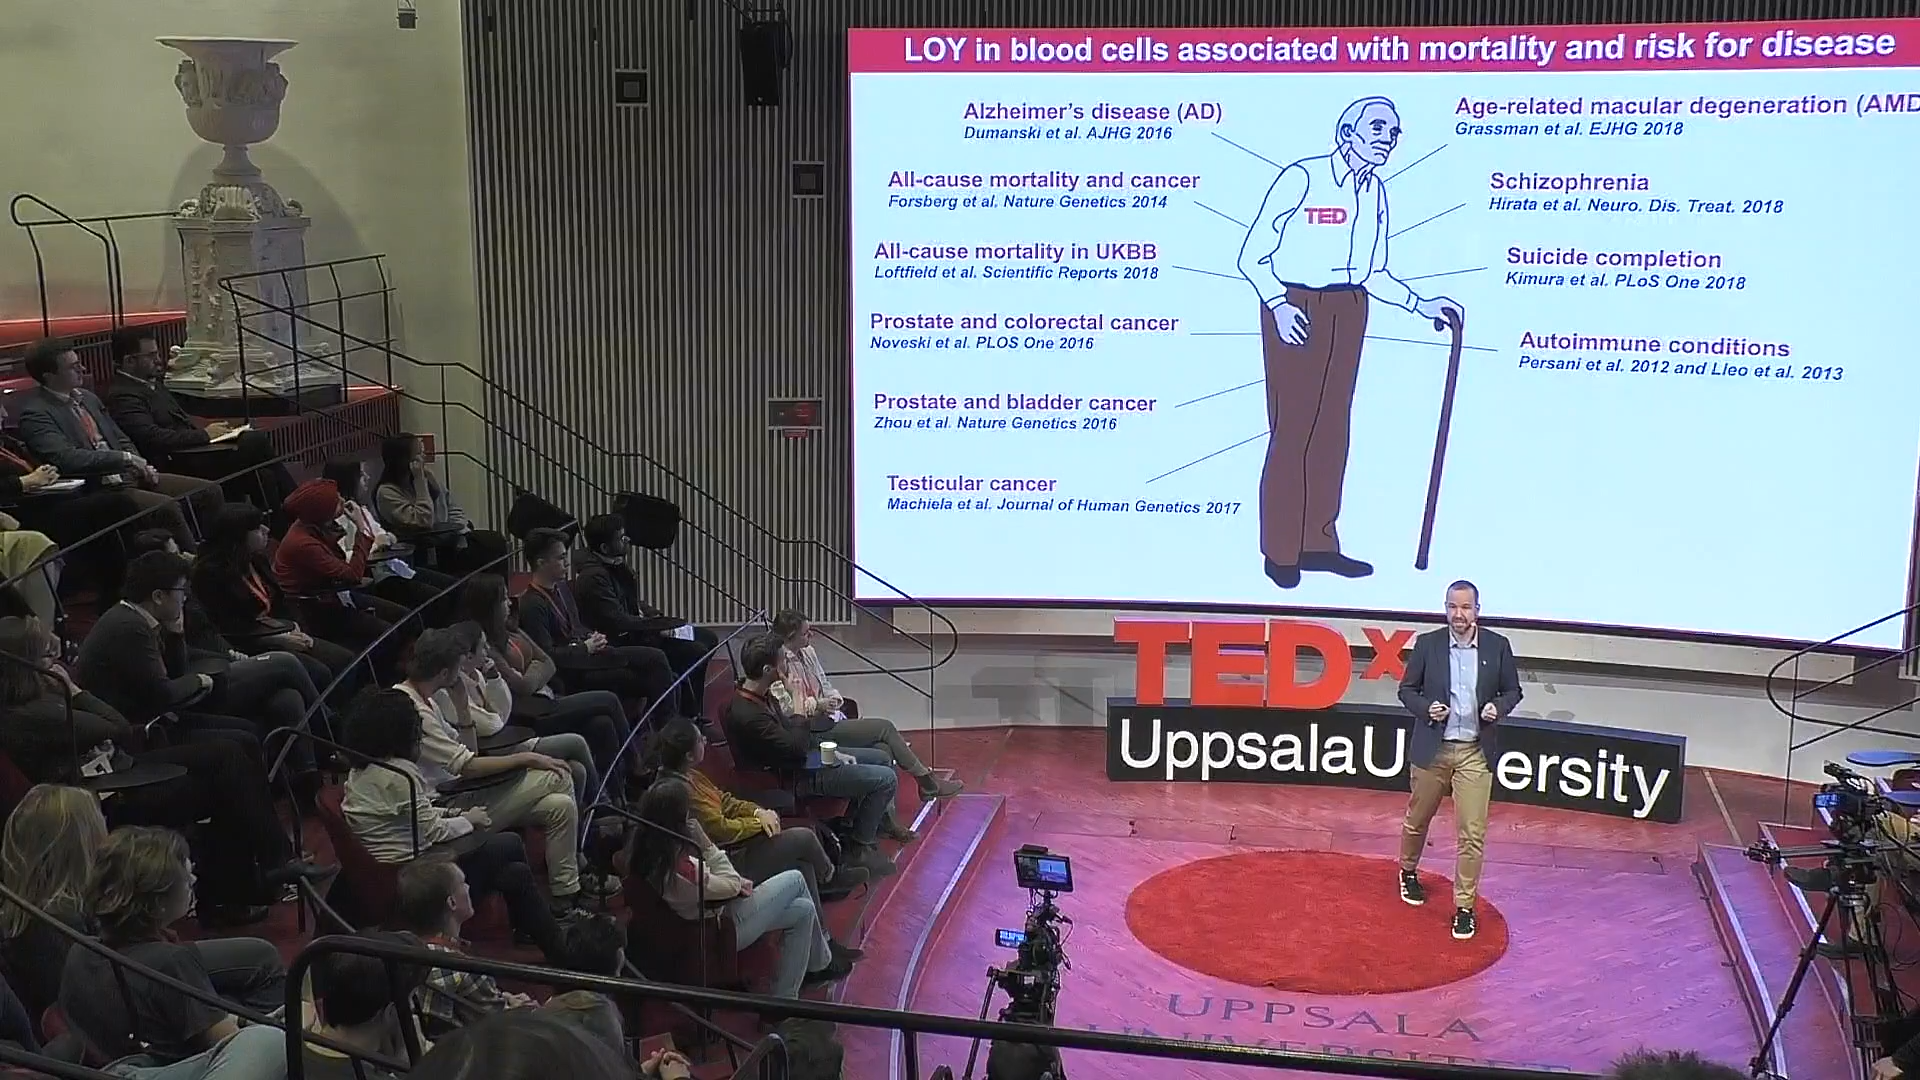 LOY in blood cells associated with mortality and risk for disease
Alzheimer's disease (AD)
Dumanski et al. AJHG 2016
All-cause mortality and cancer
Forsberg et al. Nature Genetics 2014
All-cause mortality in UKBB
Loftfield et al. Scientific Reports 2018
Prostate and colorectal cancer
Noveski et al. PLOS One 2016
Prostate and bladder cancer
Zhou et al. Nature Genetics 2016
Testicular cancer
Machiela et al. Journal of Human Genetics 2017
TED
Age-related macular degeneration (AMD
Grassman et al. EJHG 2018
Schizophrenia
Hirata et al. Neuro. Dis. Treat. 2018
Suicide completion
Kimura et al. PLoS One 2018
Autoimmune conditions
Persani et al. 2012 and Lleo et al. 2013
TEDx
UppsalaU ersity
UPPSALA